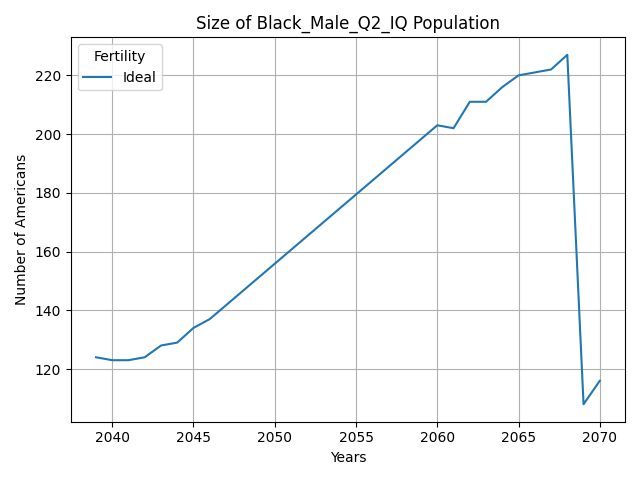 Size of Black_Male_Q2_IQ Population
Fertility
Ideal
Number of Americans
220
200
180
160
140
120
2040 2045 2050 2055 2060 2065 2070
Years